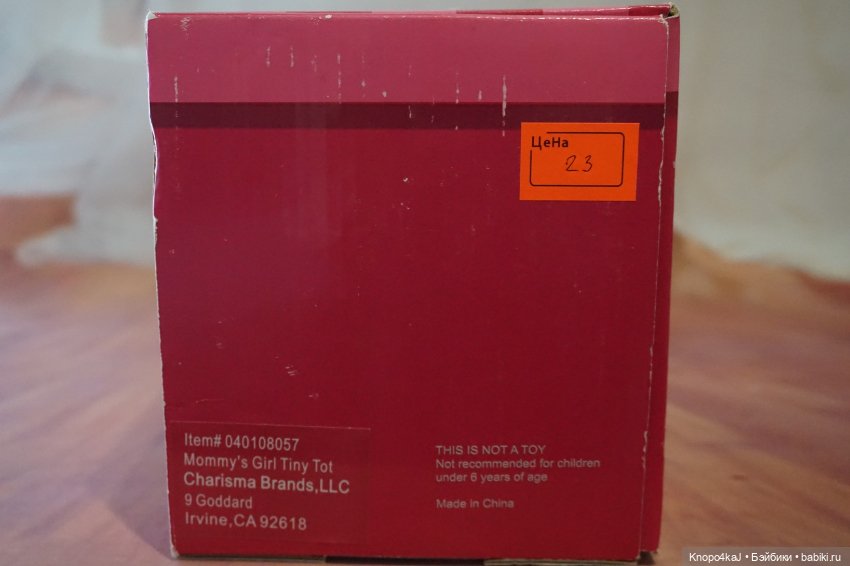 ЦеНа
23
Item# 040108057
Mommy's Girl Tiny Tot
Charisma Brands,LLC
9 Goddard
Irvine,CA 92618
THIS IS NOT A TOY
Not recommended for children
under 6 years of age
Made in China
Knopo4kaJ • Бэйбики • babiki.ru